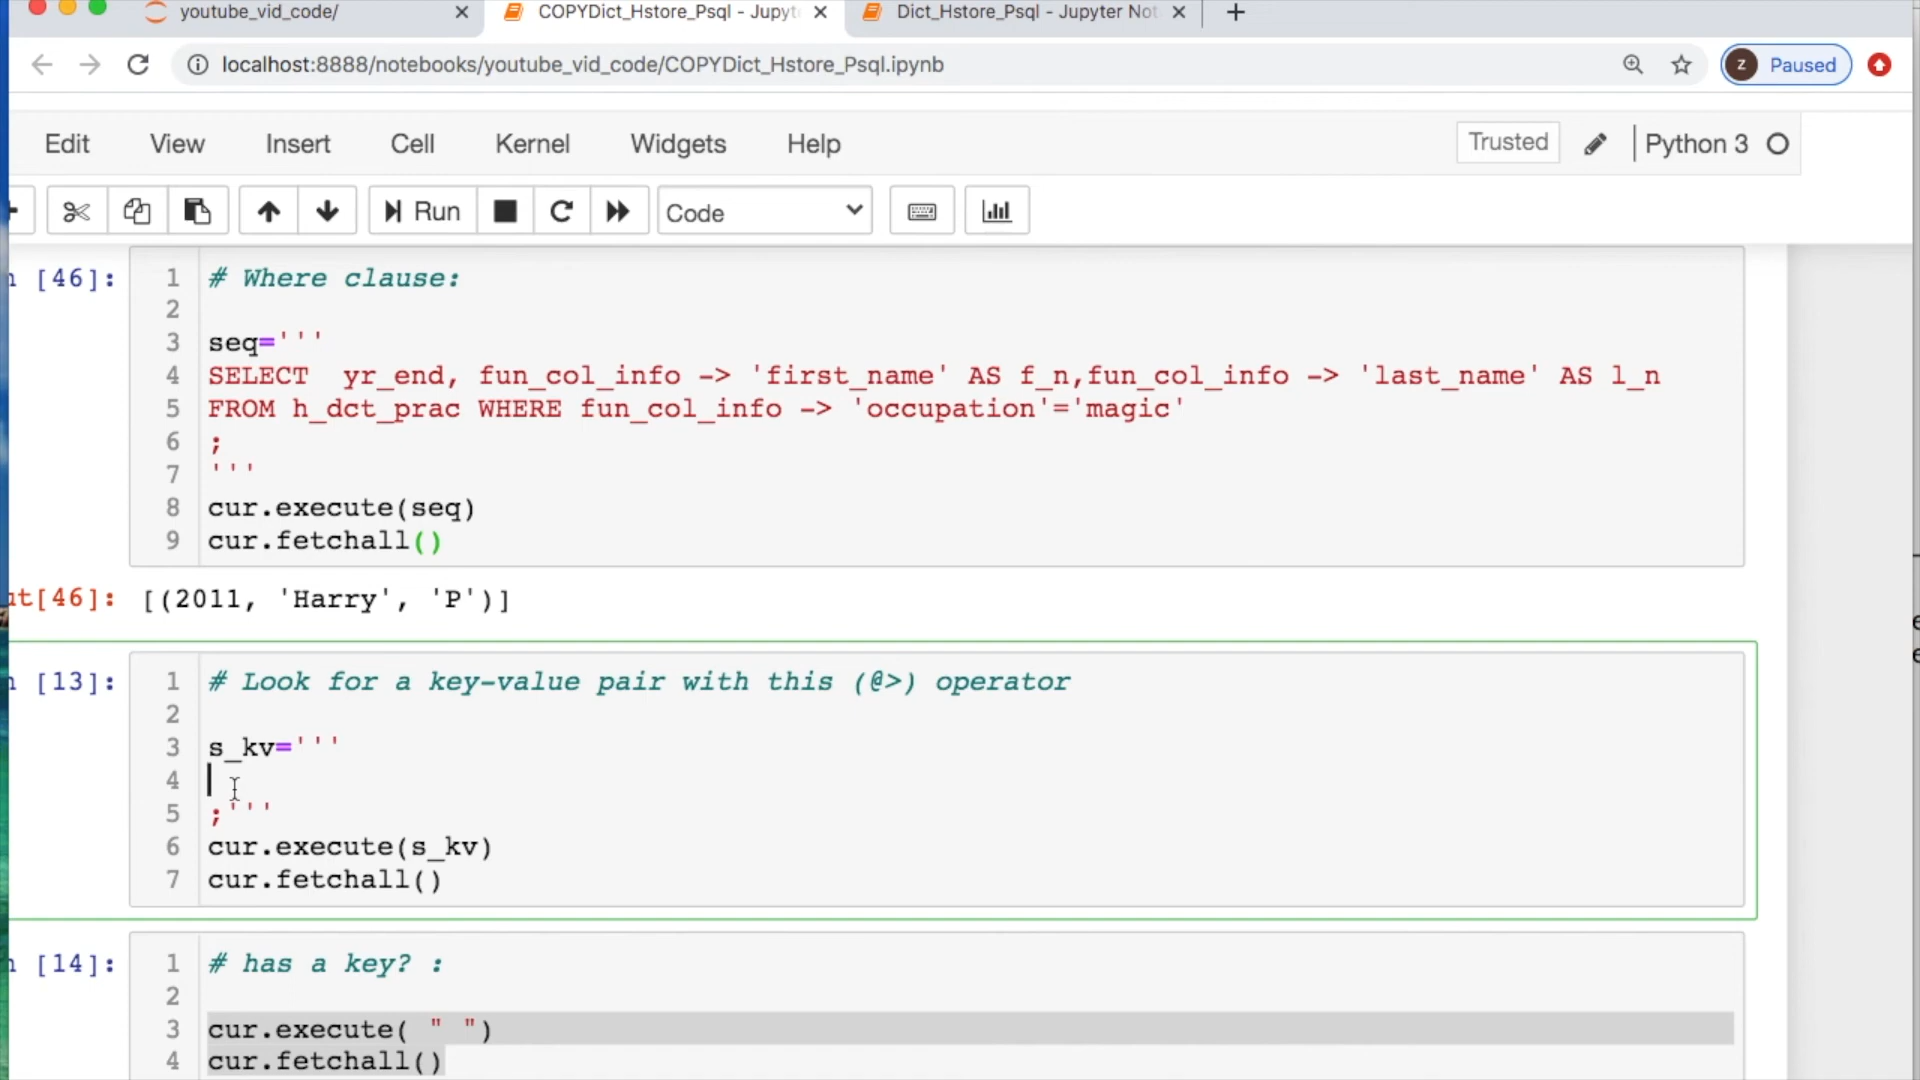 youtube_vid_code/
COPYDict_Hstore_Psql - Jupyt
Dict_Hstore_Psql - Jupyter Not
localhost:8888/notebooks/youtube_vid_code/COPYDict_Hstore_Psql.ipynb
z Paused
Edit View Insert Cell Kernel Widgets Help Trusted Python 3
Run Code
[46]:
1 # Where clause:
2
3 seq='''
4 SELECT  yr_end, fun_col_info -> 'first_name' AS f_n,fun_col_info -> 'last_name' AS l_n
5 FROM h_dct_prac WHERE fun_col_info -> 'occupation'='magic'
6 ;
7 '''
8 cur.execute(seq)
9 cur.fetchall()
ut[46]: [(2011, 'Harry', 'P')]
[13]:
1 # Look for a key-value pair with this (@>) operator
2
3 s_kv='''
4
5 ;'''
6 cur.execute(s_kv)
7 cur.fetchall()
[14]:
1 # has a key? :
2
3 cur.execute( " ")
4 cur.fetchall()